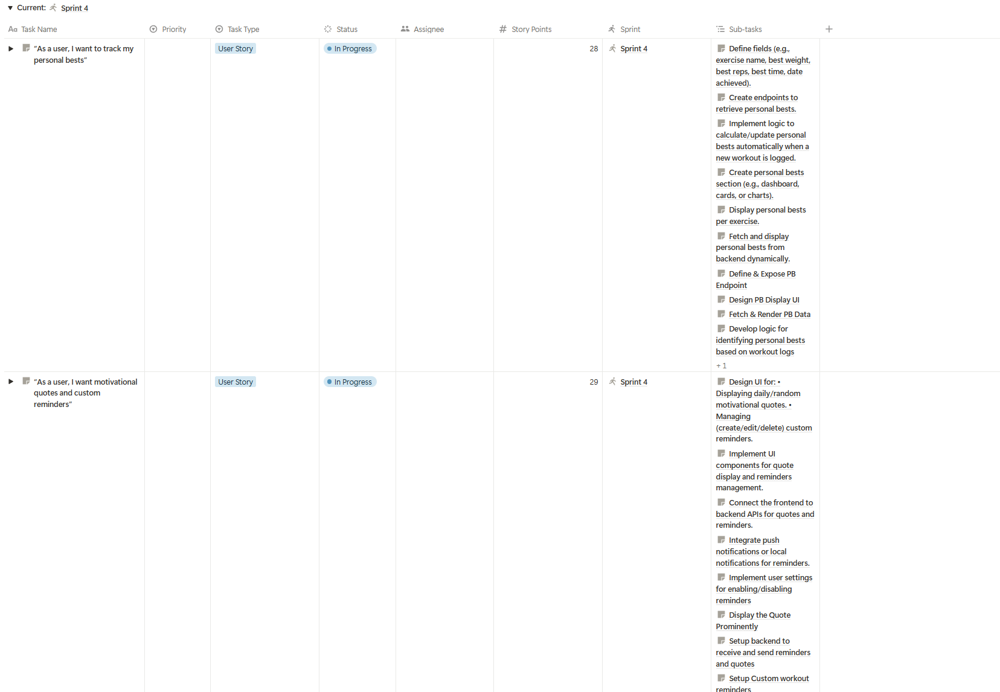 Current: Sprint 4
Aa Task Name Priority Task Type Status Assignee # Story Points Sprint Sub-tasks +
“As a user, I want to track my
personal bests”
User Story
In Progress
28
Sprint 4
Define fields (e.g.,
exercise name, best weight,
best reps, best time, date
achieved).
Create endpoints to
retrieve personal bests.
Implement logic to
calculate/update personal
bests automatically when a
new workout is logged.
Create personal bests
section (e.g., dashboard,
cards, or charts).
Display personal bests
per exercise.
Fetch and display
personal bests from
backend dynamically.
Define & Expose PB
Endpoint
Design PB Display UI
Fetch & Render PB Data
Develop logic for
identifying personal bests
based on workout logs
+ 1
“As a user, I want motivational
quotes and custom
reminders”
User Story
In Progress
29
Sprint 4
Design UI for: •
Displaying daily/random
motivational quotes. •
Managing
(create/edit/delete) custom
reminders.
Implement UI
components for quote
display and reminders
management.
Connect the frontend to
backend APIs for quotes and
reminders.
Integrate push
notifications or local
notifications for reminders.
Implement user settings
for enabling/disabling
reminders
Display the Quote
Prominently
Setup backend to
receive and send reminders
and quotes
Setup Custom workout
reminders